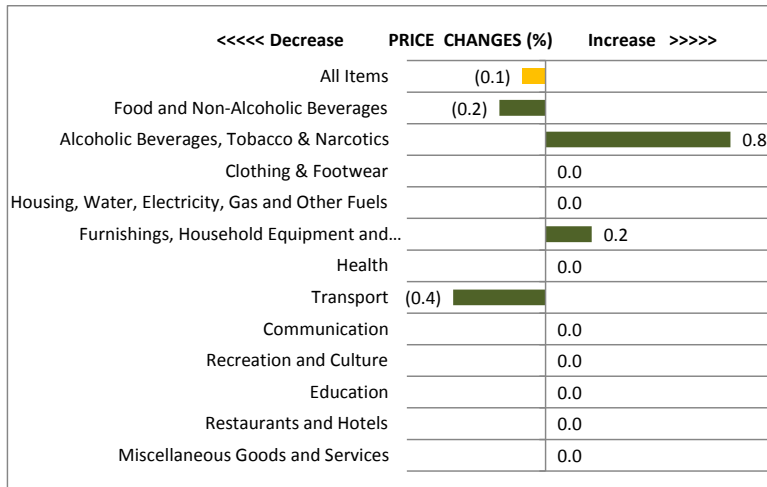 <<<<< Decrease PRICE CHANGES (%) Increase >>>>>
All Items (0.1)
Food and Non-Alcoholic Beverages (0.2)
Alcoholic Beverages, Tobacco & Narcotics 0.8
Clothing & Footwear 0.0
Housing, Water, Electricity, Gas and Other Fuels 0.0
Furnishings, Household Equipment and... 0.2
Health 0.0
Transport (0.4)
Communication 0.0
Recreation and Culture 0.0
Education 0.0
Restaurants and Hotels 0.0
Miscellaneous Goods and Services 0.0